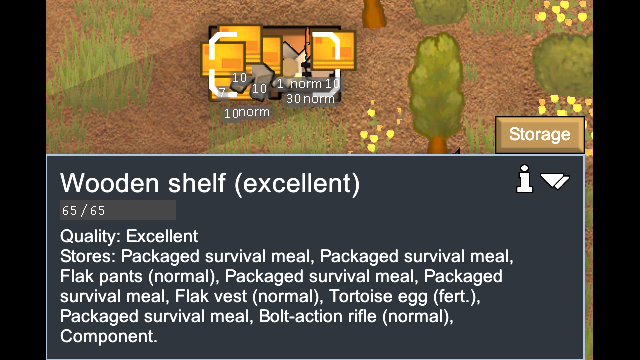 10
7 10 1 norm 10
30 norm
10norm
Storage
Wooden shelf (excellent)
65 / 65
Quality: Excellent
Stores: Packaged survival meal, Packaged survival meal,
Flak pants (normal), Packaged survival meal, Packaged
survival meal, Flak vest (normal), Tortoise egg (fert.),
Packaged survival meal, Bolt-action rifle (normal),
Component.